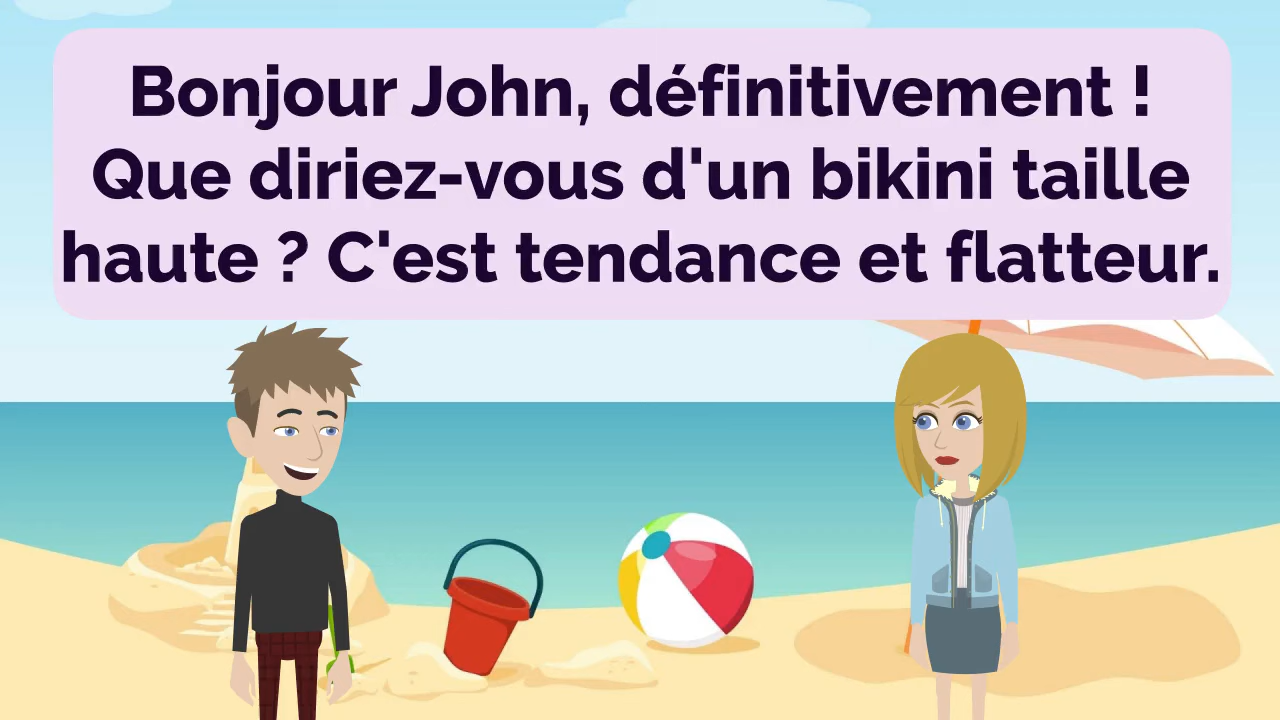 Bonjour John, définitivement !
Que diriez-vous d'un bikini taille
haute ? C'est tendance et flatteur.